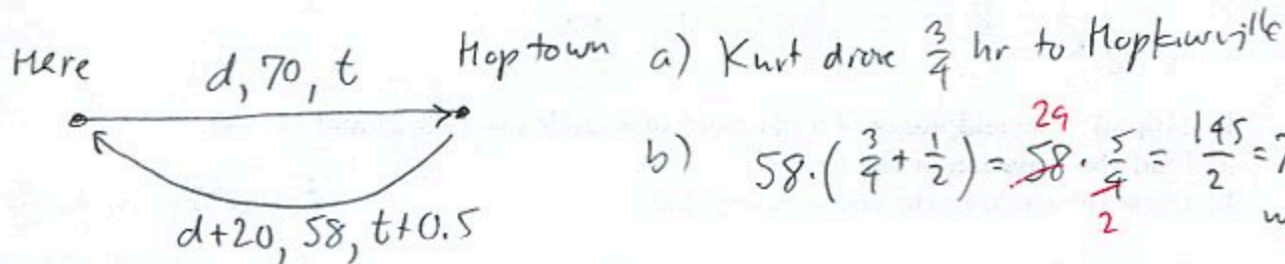 Here
d, 70, t
Hoptown
a) Kurt drove 3/4 hr to Hopkinsville
b) 58·(3/4 + 1/2) = 58·5/4 = 145/2 = 7
29
2
d+20, 58, t+0.5